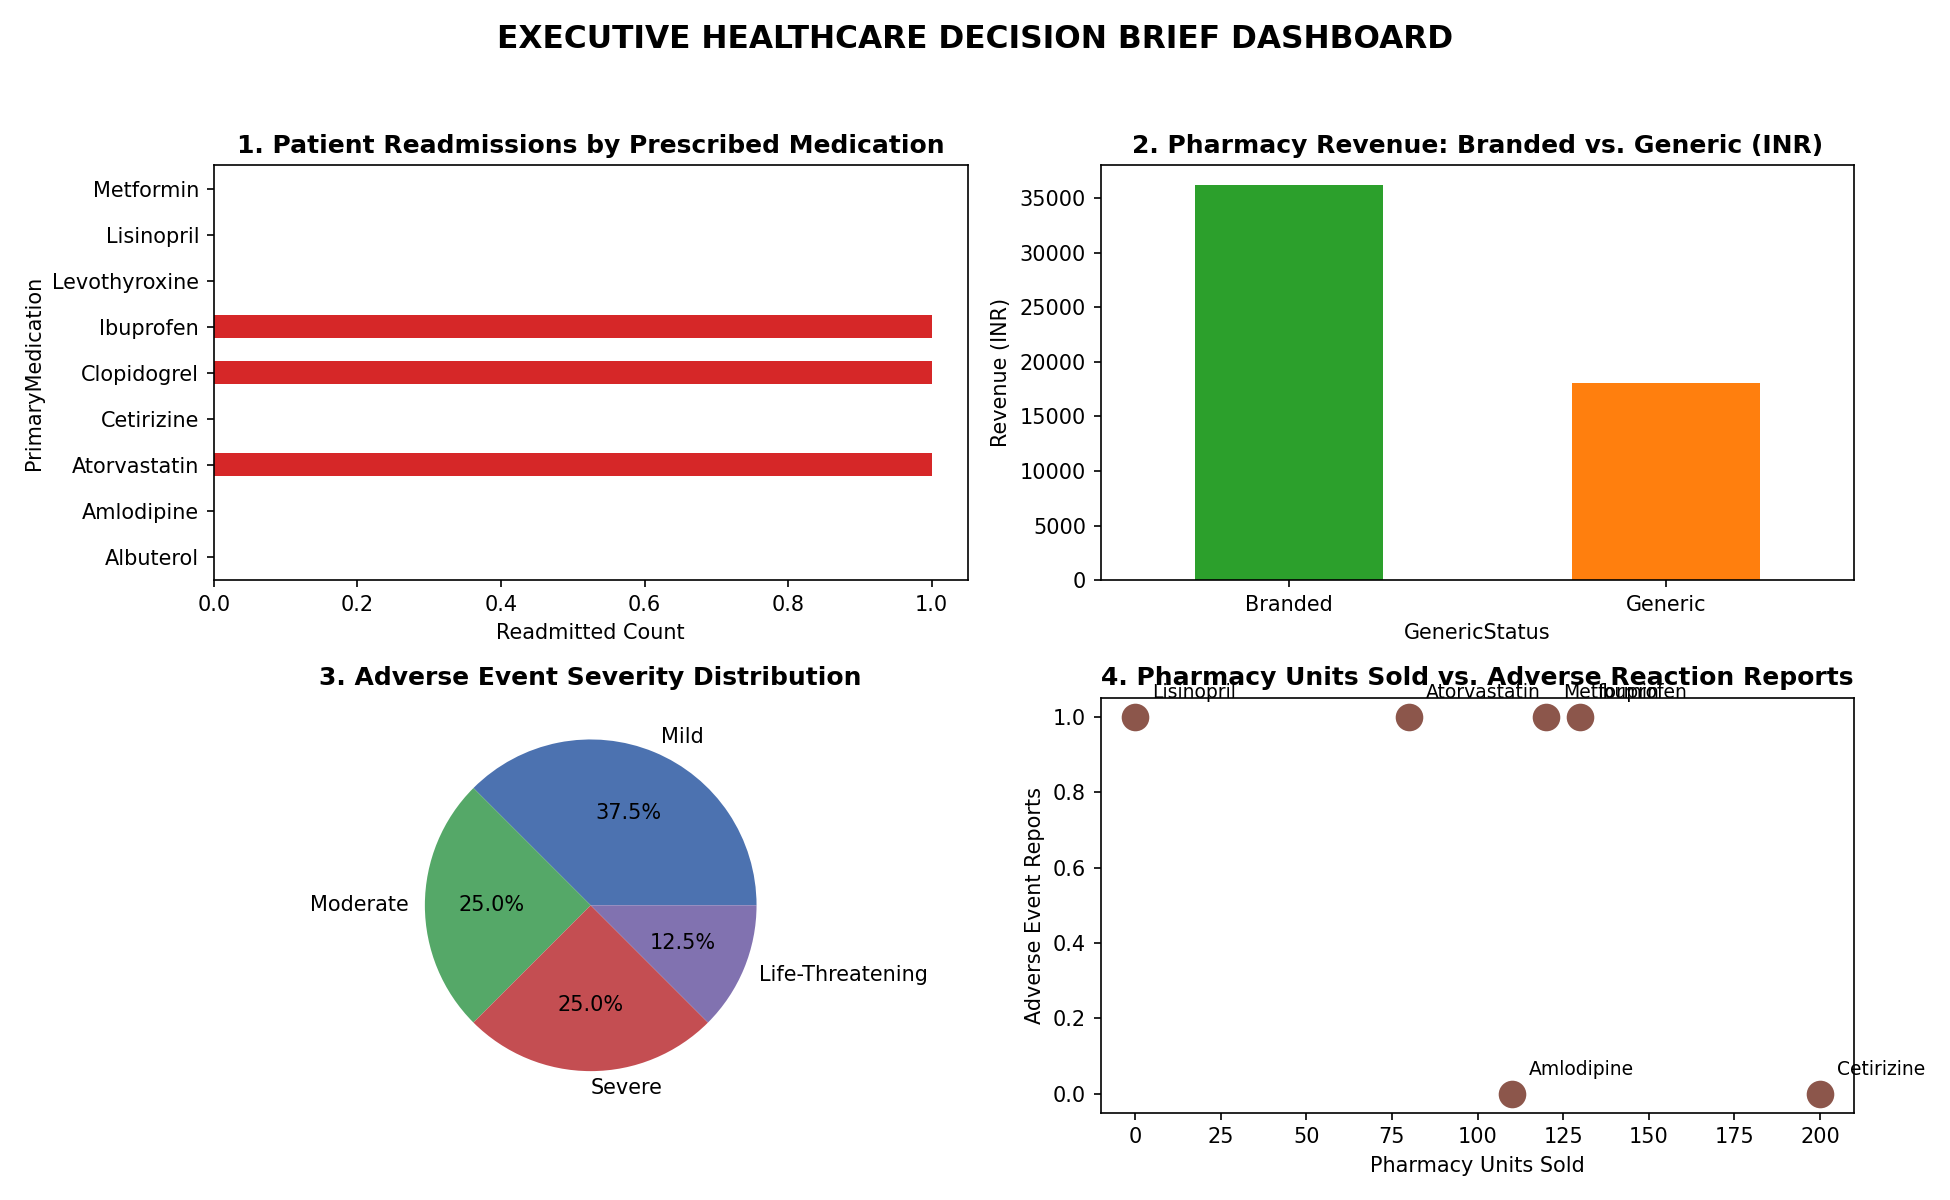 EXECUTIVE HEALTHCARE DECISION BRIEF DASHBOARD
1. Patient Readmissions by Prescribed Medication
PrimaryMedication
Metformin
Lisinopril
Levothyroxine
Ibuprofen
Clopidogrel
Cetirizine
Atorvastatin
Amlodipine
Albuterol
0.0 0.2 0.4 0.6 0.8 1.0
Readmitted Count
2. Pharmacy Revenue: Branded vs. Generic (INR)
Revenue (INR)
35000
30000
25000
20000
15000
10000
5000
0
Branded Generic
GenericStatus
3. Adverse Event Severity Distribution
Mild
37.5%
Moderate
25.0%
12.5%
Life-Threatening
25.0%
Severe
4. Pharmacy Units Sold vs. Adverse Reaction Reports
Lisinopril Atorvastatin Metformin Ibuprofen
Adverse Event Reports
1.0
0.8
0.6
0.4
0.2
0.0
Amlodipine Cetirizine
0 25 50 75 100 125 150 175 200
Pharmacy Units Sold